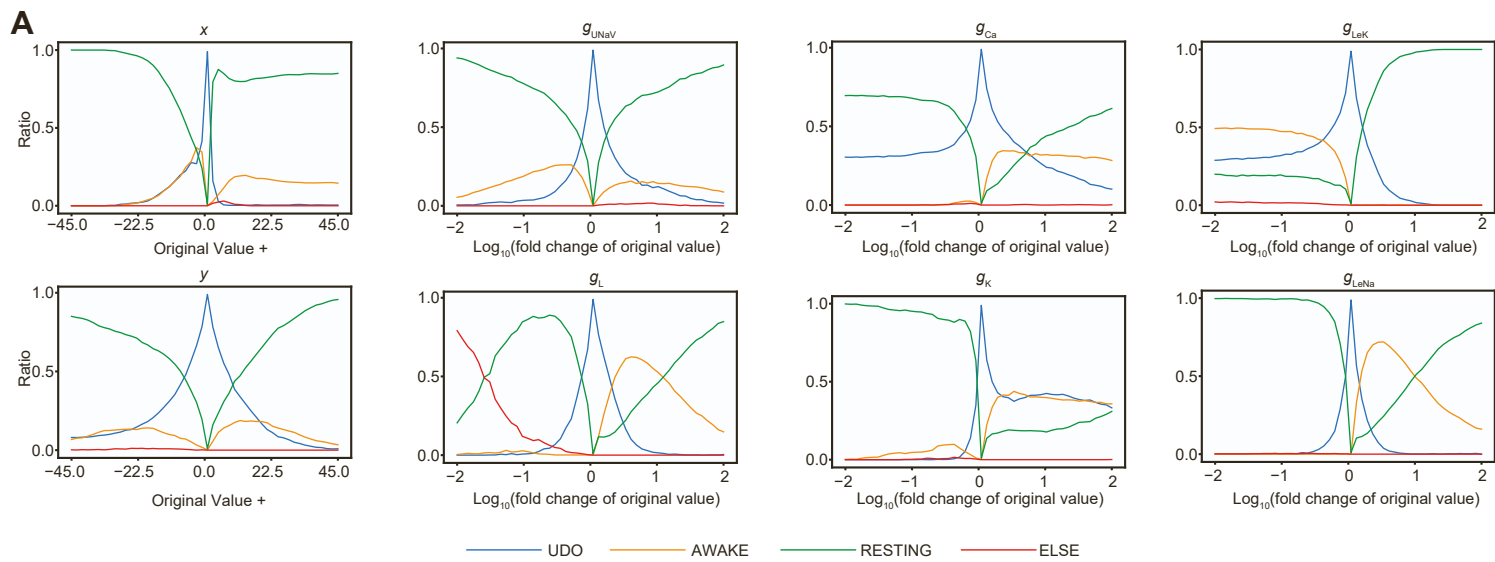 A
x
g UNaV
g Ca
g LeK
1.0
0.5
0.0
Ratio
−45.0 −22.5 0.0 22.5 45.0
Original Value +
1.0
0.5
0.0
−2 −1 0 1 2
Log10(fold change of original value)
1.0
0.5
0.0
−2 −1 0 1 2
Log10(fold change of original value)
1.0
0.5
0.0
−2 −1 0 1 2
Log10(fold change of original value)
y
g L
g K
g LeNa
1.0
0.5
0.0
Ratio
−45.0 −22.5 0.0 22.5 45.0
Original Value +
1.0
0.5
0.0
−2 −1 0 1 2
Log10(fold change of original value)
1.0
0.5
0.0
−2 −1 0 1 2
Log10(fold change of original value)
1.0
0.5
0.0
−2 −1 0 1 2
Log10(fold change of original value)
UDO AWAKE RESTING ELSE